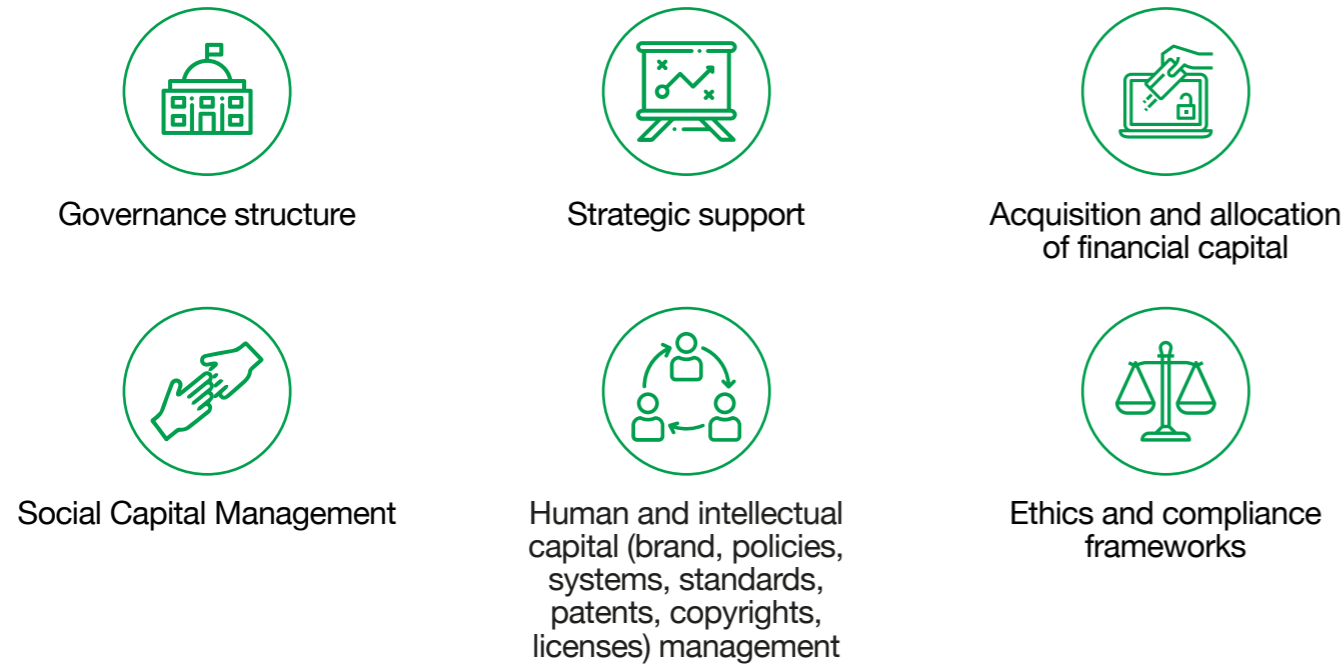 Governance structure
Strategic support
Acquisition and allocation
of financial capital
Social Capital Management
Human and intellectual
capital (brand, policies,
systems, standards,
patents, copyrights,
licenses) management
Ethics and compliance
frameworks